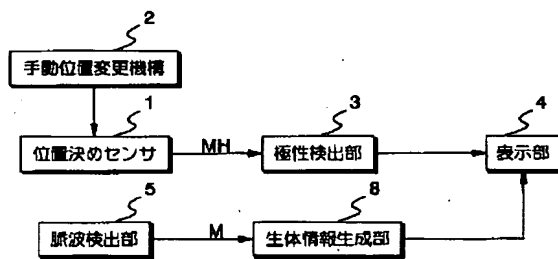 2
手動位置変更機構
1
3
4
位置決めセンサ
MH
極性検出部
表示部
5
8
脈波検出部
M
生体情報生成部